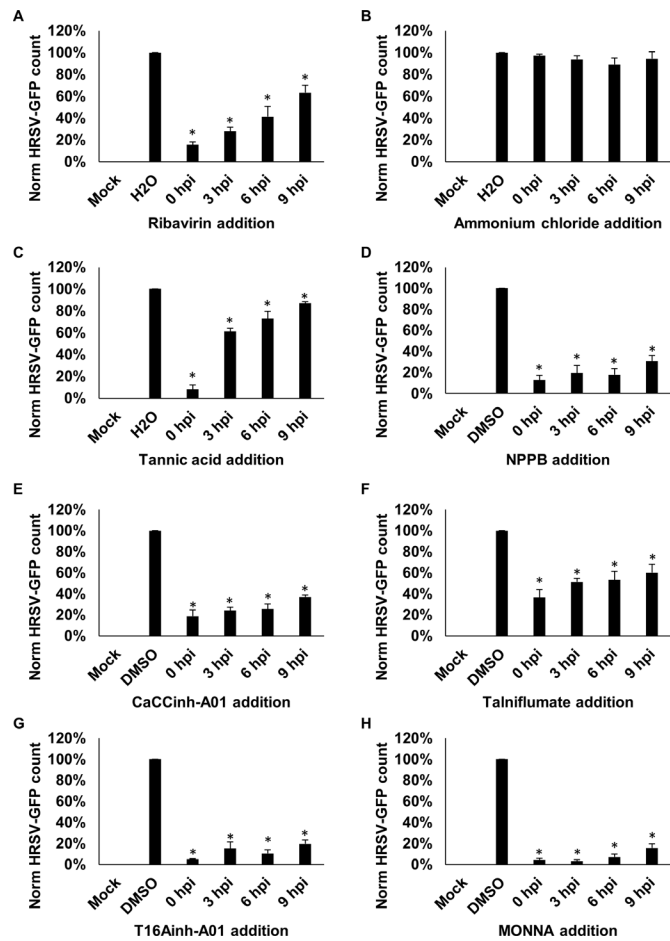 A
Norm HRSV-GFP count
120%
100%
80%
60%
40%
20%
0%
*
*
*
*
Mock
H2O
0 hpi
3 hpi
6 hpi
9 hpi
Ribavirin addition
B
Norm HRSV-GFP count
120%
100%
80%
60%
40%
20%
0%
Mock
H2O
0 hpi
3 hpi
6 hpi
9 hpi
Ammonium chloride addition
C
Norm HRSV-GFP count
120%
100%
80%
60%
40%
20%
0%
*
*
*
*
Mock
H2O
0 hpi
3 hpi
6 hpi
9 hpi
Tannic acid addition
D
Norm HRSV-GFP count
120%
100%
80%
60%
40%
20%
0%
*
*
*
*
Mock
DMSO
0 hpi
3 hpi
6 hpi
9 hpi
NPPB addition
E
Norm HRSV-GFP count
120%
100%
80%
60%
40%
20%
0%
*
*
*
*
Mock
DMSO
0 hpi
3 hpi
6 hpi
9 hpi
CaCCinh-A01 addition
F
Norm HRSV-GFP count
120%
100%
80%
60%
40%
20%
0%
*
*
*
*
Mock
DMSO
0 hpi
3 hpi
6 hpi
9 hpi
Talniflumate addition
G
Norm HRSV-GFP count
120%
100%
80%
60%
40%
20%
0%
*
*
*
*
Mock
DMSO
0 hpi
3 hpi
6 hpi
9 hpi
T16Ainh-A01 addition
H
Norm HRSV-GFP count
120%
100%
80%
60%
40%
20%
0%
*
*
*
*
Mock
DMSO
0 hpi
3 hpi
6 hpi
9 hpi
MONNA addition